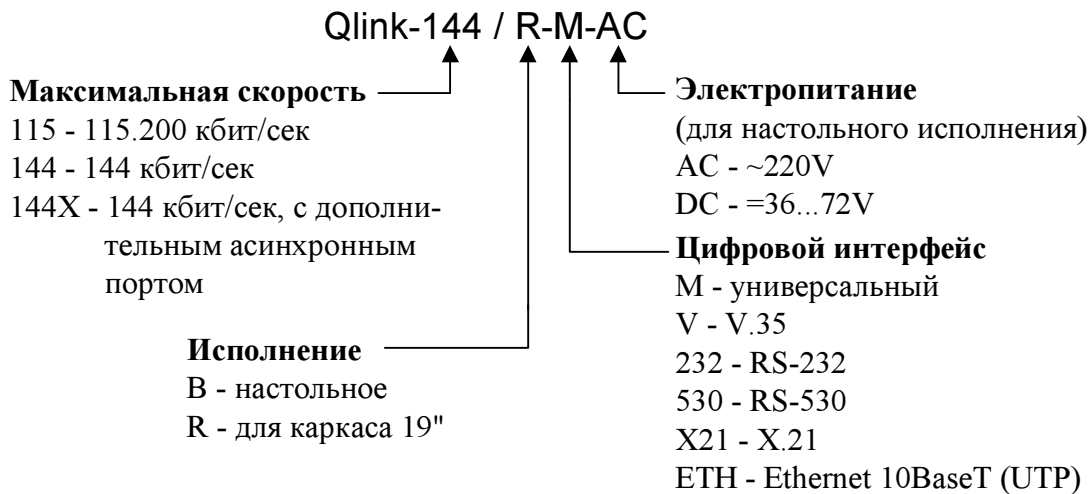 Qlink-144 / R-M-AC
Максимальная скорость
115 - 115.200 кбит/сек
144 - 144 кбит/сек
144X - 144 кбит/сек, с дополни-
тельным асинхронным
портом
Исполнение
B - настольное
R - для каркаса 19"
Электропитание
(для настольного исполнения)
AC - ~220V
DC - =36...72V
Цифровой интерфейс
M - универсальный
V - V.35
232 - RS-232
530 - RS-530
X21 - X.21
ETH - Ethernet 10BaseT (UTP)